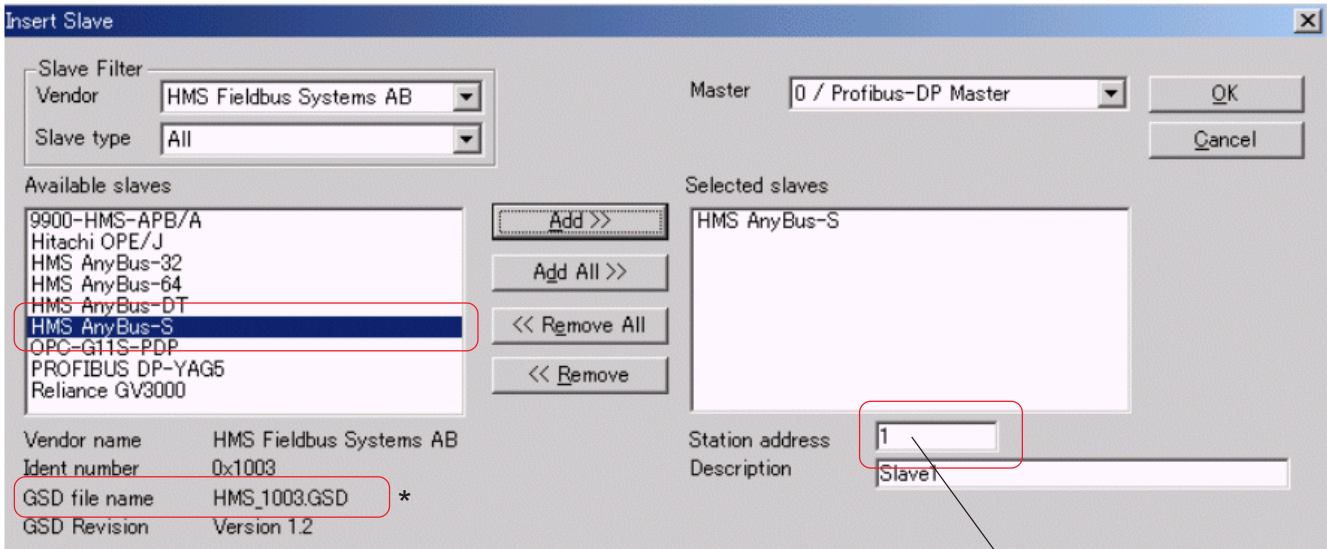 Insert Slave
Slave Filter
Vendor HMS Fieldbus Systems AB
Slave type All
Master 0 / Profibus-DP Master
OK
Cancel
Available slaves
9900-HMS-APB/A
Hitachi OPE/J
HMS AnyBus-32
HMS AnyBus-64
HMS AnyBus-DT
HMS AnyBus-S
OPC-G11S-PDP
PROFIBUS DP-YAG5
Reliance GV3000
Add >>
Add All >>
<< Remove All
<< Remove
Selected slaves
HMS AnyBus-S
Vendor name HMS Fieldbus Systems AB
Ident number 0x1003
GSD file name HMS_1003.GSD *
GSD Revision Version 1.2
Station address 1
Description Slave1